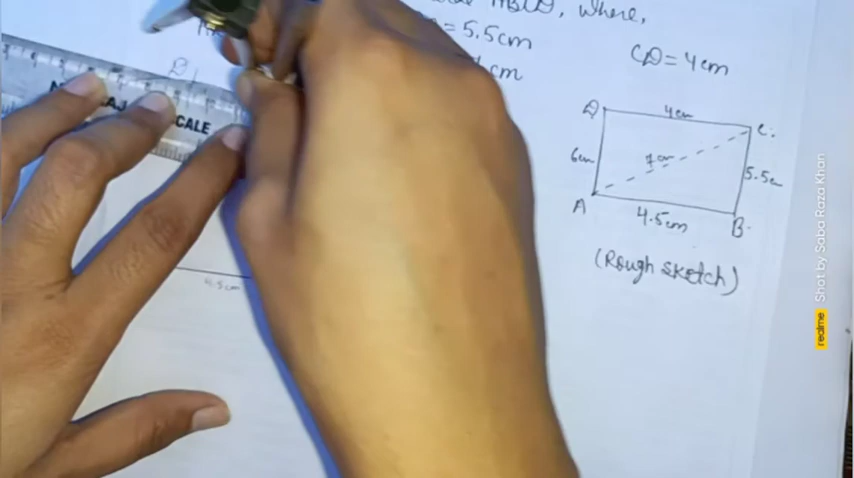 ABCD, where,
= 5.5cm
CD = 4cm
cm
D
SCALE
D
4cm
C.
6cm
7cm
5.5cm
A
4.5cm
B.
(Rough sketch)
4.5cm
realme Shot by Saba Raza Khan